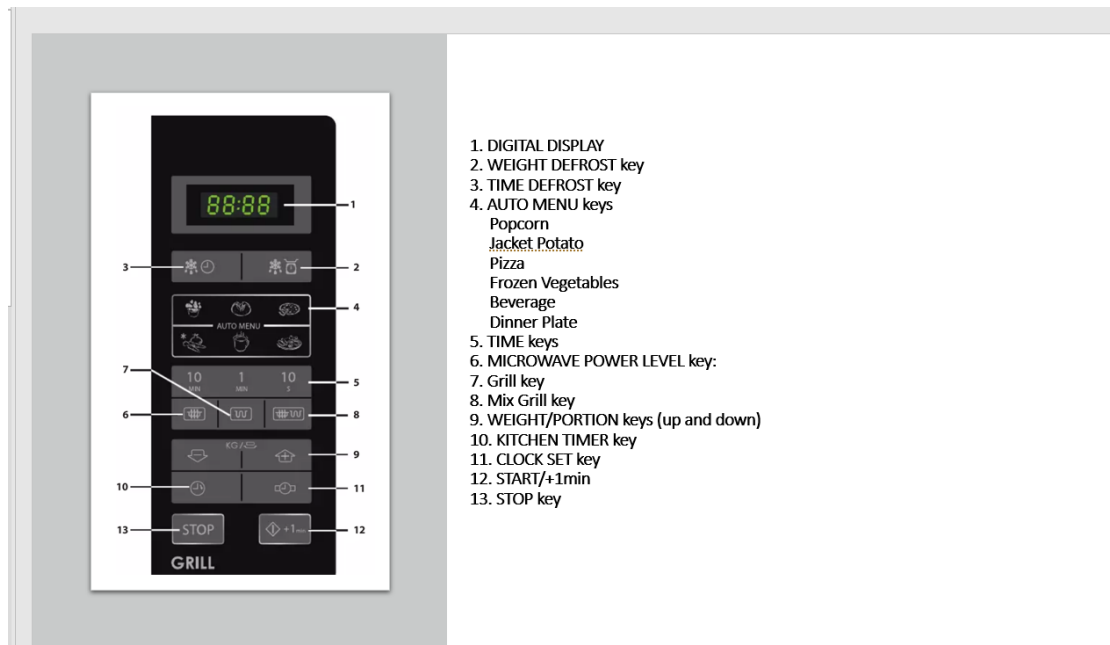 88:88
1
3
2
4
AUTO MENU
7
10 1 10
MIN MIN S
5
6
8
KG
9
10
11
13
STOP
+1min
12
GRILL
1. DIGITAL DISPLAY
2. WEIGHT DEFROST key
3. TIME DEFROST key
4. AUTO MENU keys
Popcorn
Jacket Potato
Pizza
Frozen Vegetables
Beverage
Dinner Plate
5. TIME keys
6. MICROWAVE POWER LEVEL key:
7. Grill key
8. Mix Grill key
9. WEIGHT/PORTION keys (up and down)
10. KITCHEN TIMER key
11. CLOCK SET key
12. START/+1min
13. STOP key